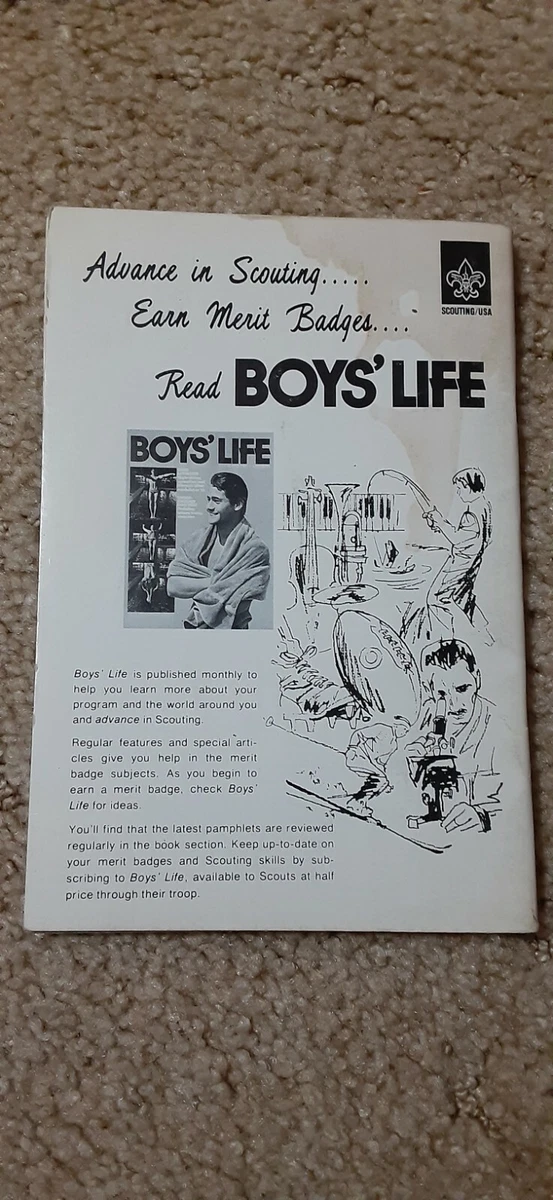 Advance in Scouting.....
Earn Merit Badges....
SCOUTING/USA
Read BOYS' LIFE
BOYS' LIFE
Boys' Life is published monthly to
help you learn more about your
program and the world around you
and advance in Scouting.
Regular features and special arti-
cles give you help in the merit
badge subjects. As you begin to
earn a merit badge, check Boys'
Life for ideas.
You'll find that the latest pamphlets are reviewed
regularly in the book section. Keep up-to-date on
your merit badges and Scouting skills by sub-
scribing to Boys' Life, available to Scouts at half
price through their troop.